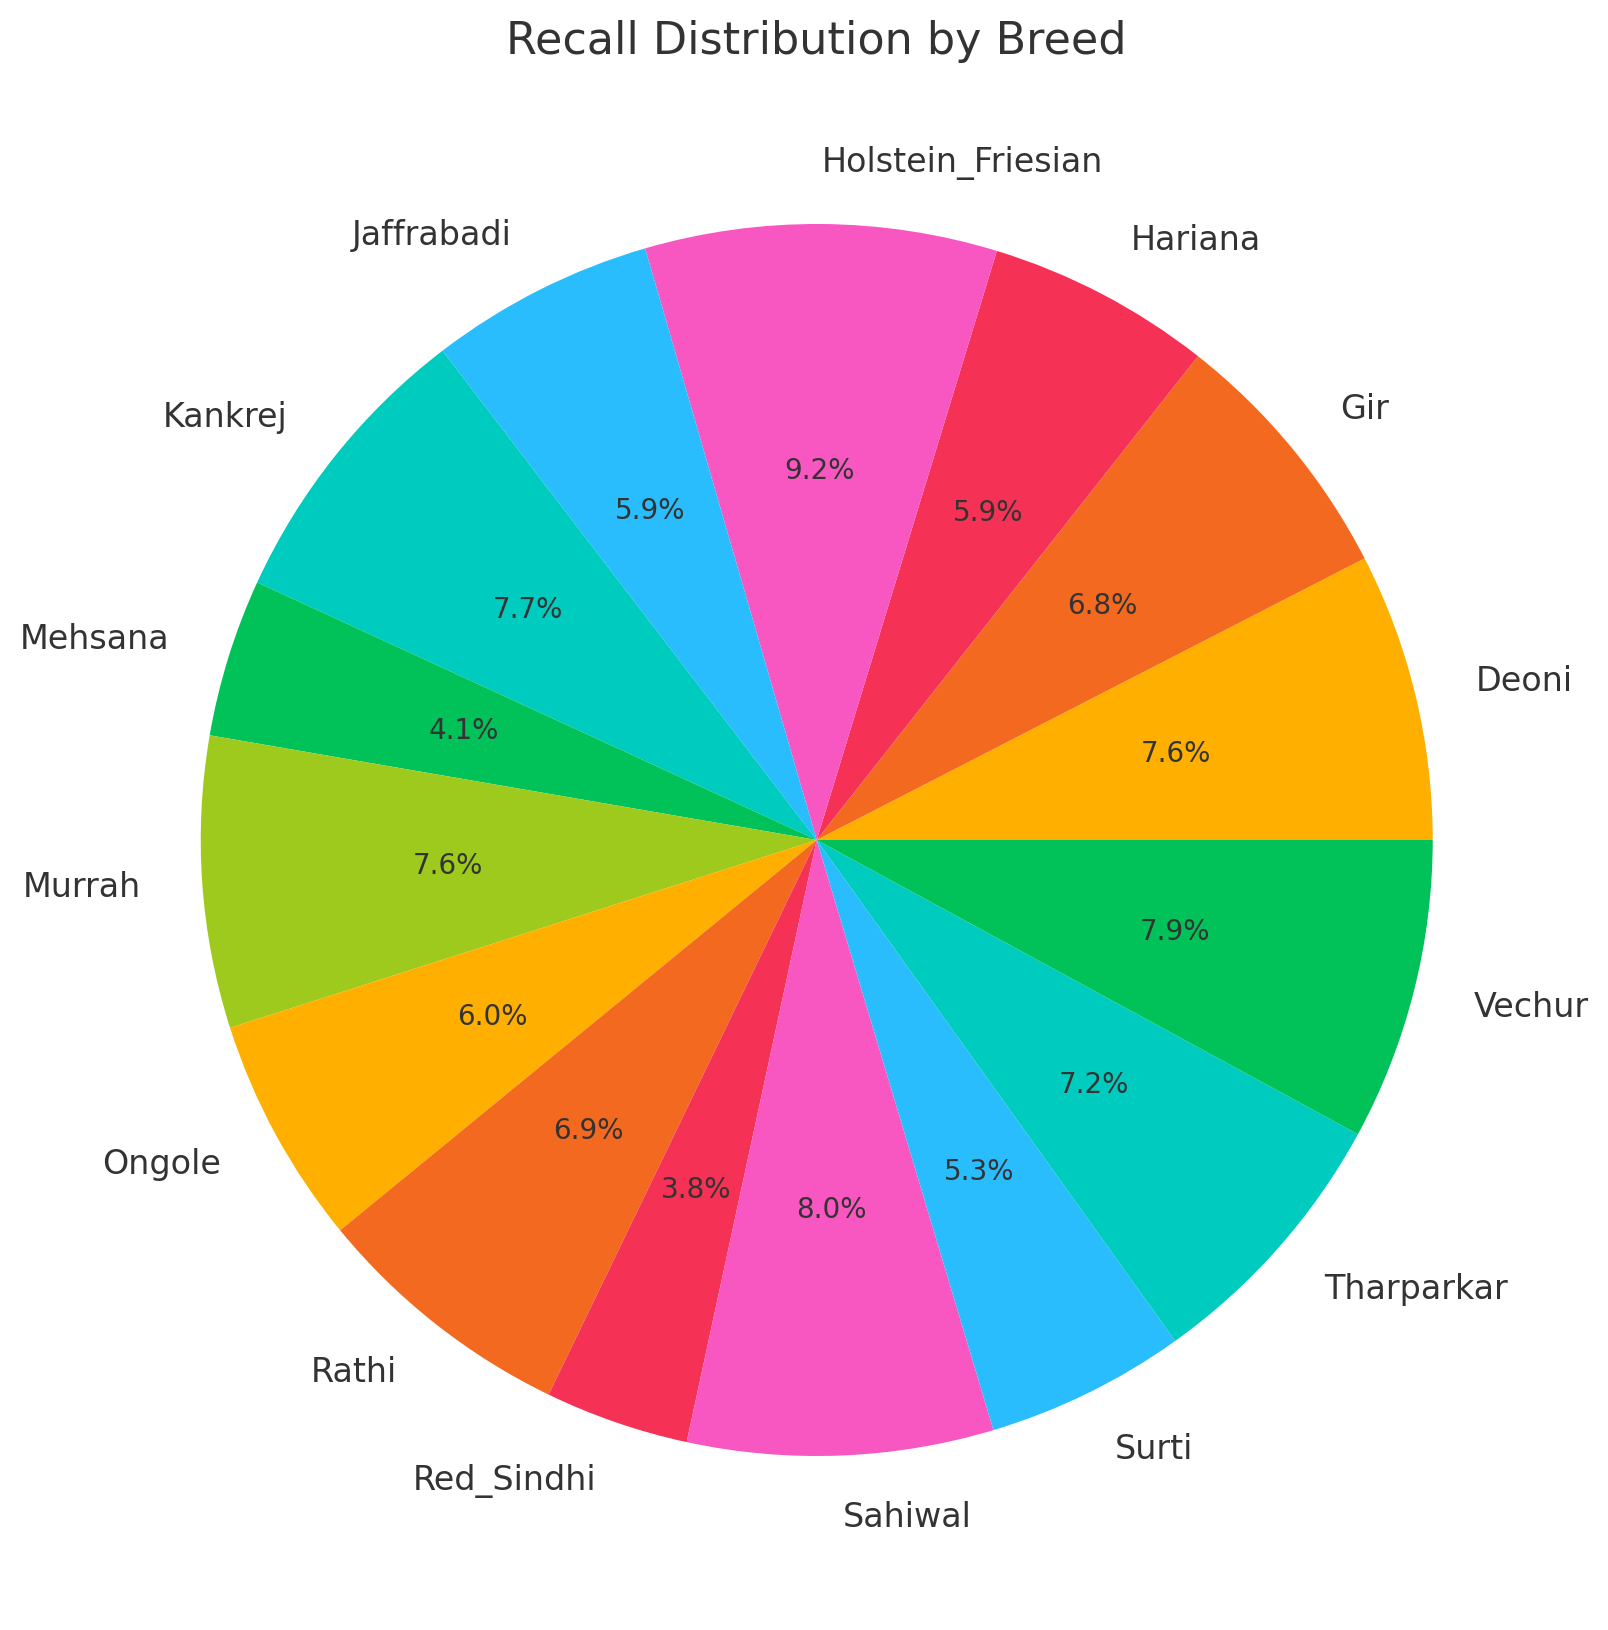 Recall Distribution by Breed
Holstein_Friesian
Jaffrabadi
Hariana
Kankrej
Gir
9.2%
5.9%
5.9%
7.7%
6.8%
Mehsana
Deoni
4.1%
7.6%
Murrah
7.6%
7.9%
Vechur
6.0%
7.2%
Ongole
6.9%
5.3%
3.8%
8.0%
Tharparkar
Rathi
Surti
Red_Sindhi
Sahiwal